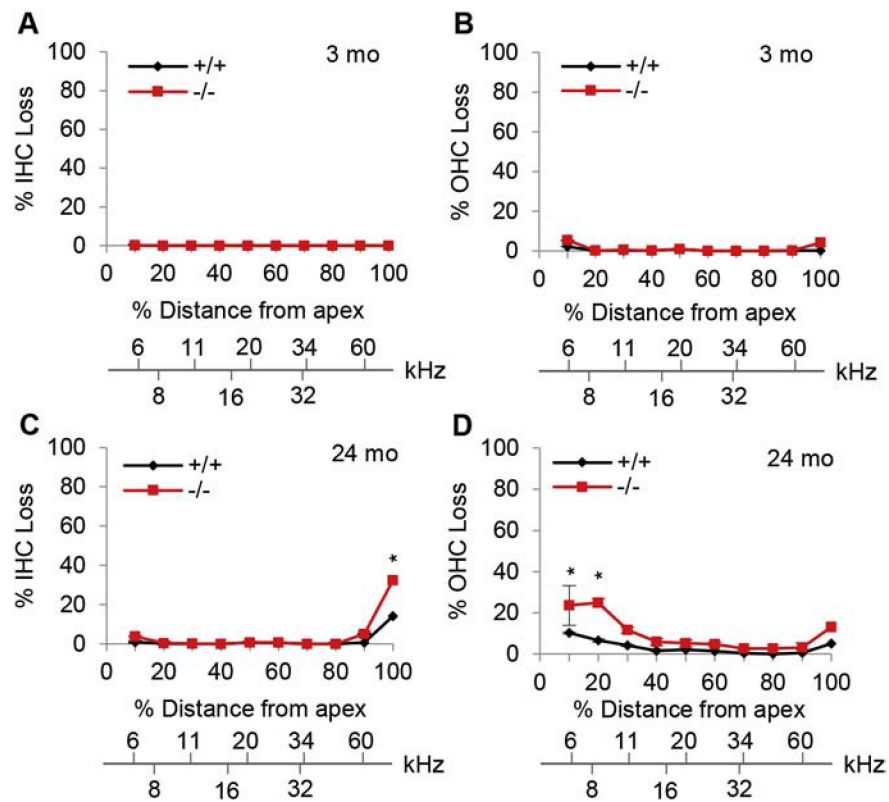 A
100
80
60
40
20
0
% IHC Loss
+/+
-/-
3 mo
0 20 40 60 80 100
% Distance from apex
6 11 20 34 60
kHz
8 16 32
B
100
80
60
40
20
0
% OHC Loss
+/+
-/-
3 mo
0 20 40 60 80 100
% Distance from apex
6 11 20 34 60
kHz
8 16 32
C
100
80
60
40
20
0
% IHC Loss
+/+
-/-
24 mo
*
0 20 40 60 80 100
% Distance from apex
6 11 20 34 60
kHz
8 16 32
D
100
80
60
40
20
0
% OHC Loss
+/+
-/-
24 mo
* *
0 20 40 60 80 100
% Distance from apex
6 11 20 34 60
kHz
8 16 32